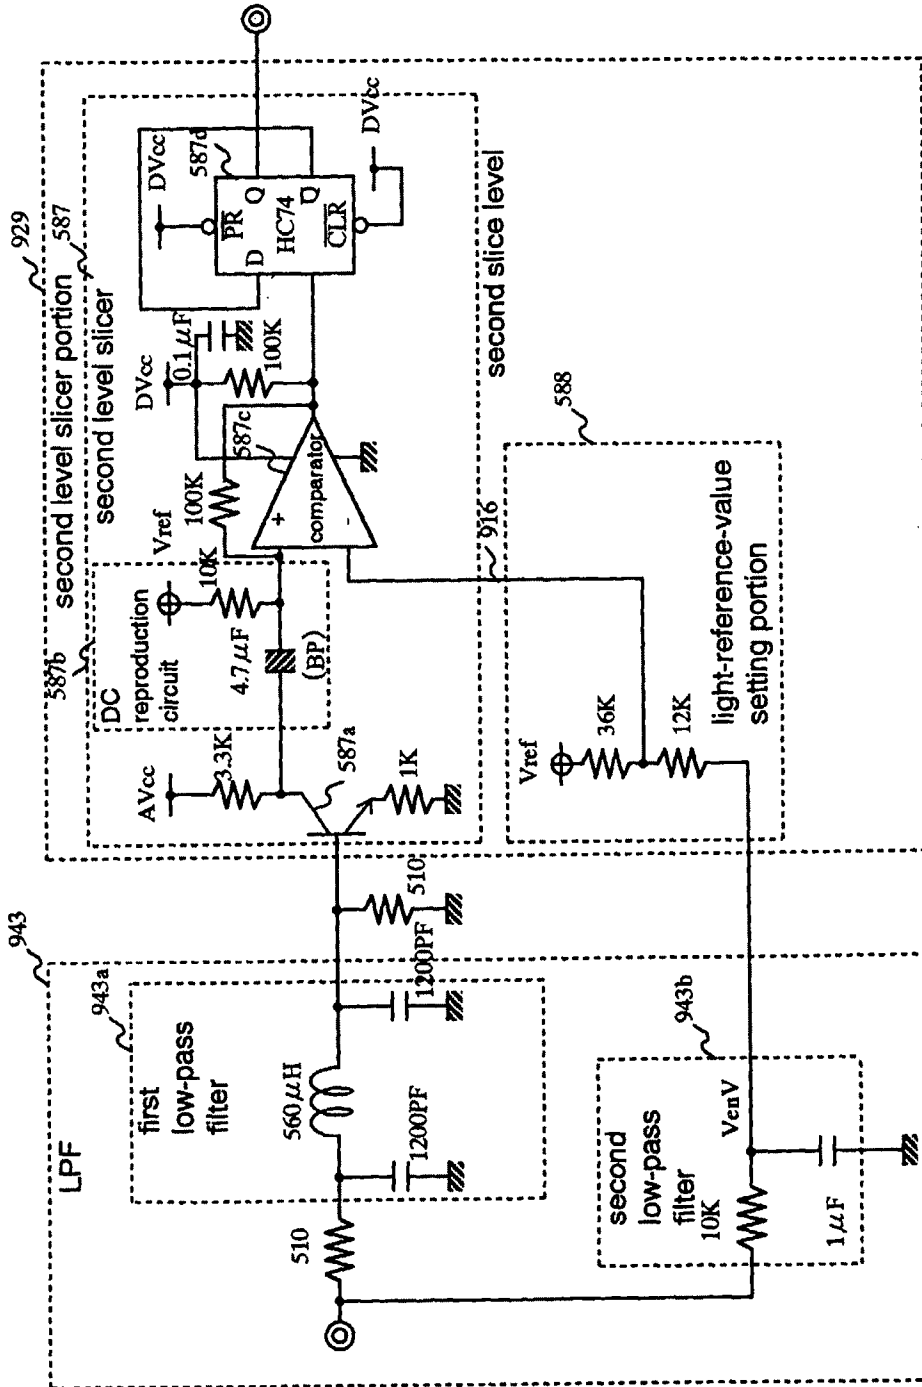 LPF
943
943a
first
low-pass
filter
510
560μH
1200PF
1200PF
510
second
low-pass
filter
10K
VenV
1μF
943b
second level slicer portion
929
second level slicer
587
587b
DC
reproduction
circuit
AVcc
3.3K
587a
1K
4.7μF
(BP)
Vref
10K
100K
587c
comparator
+
-
DVcc
0.1μF
100K
DVcc
587d
PR
D
Q
HC74
Q
CLR
DVcc
second slice level
916
588
Vref
36K
12K
light-reference-value
setting portion